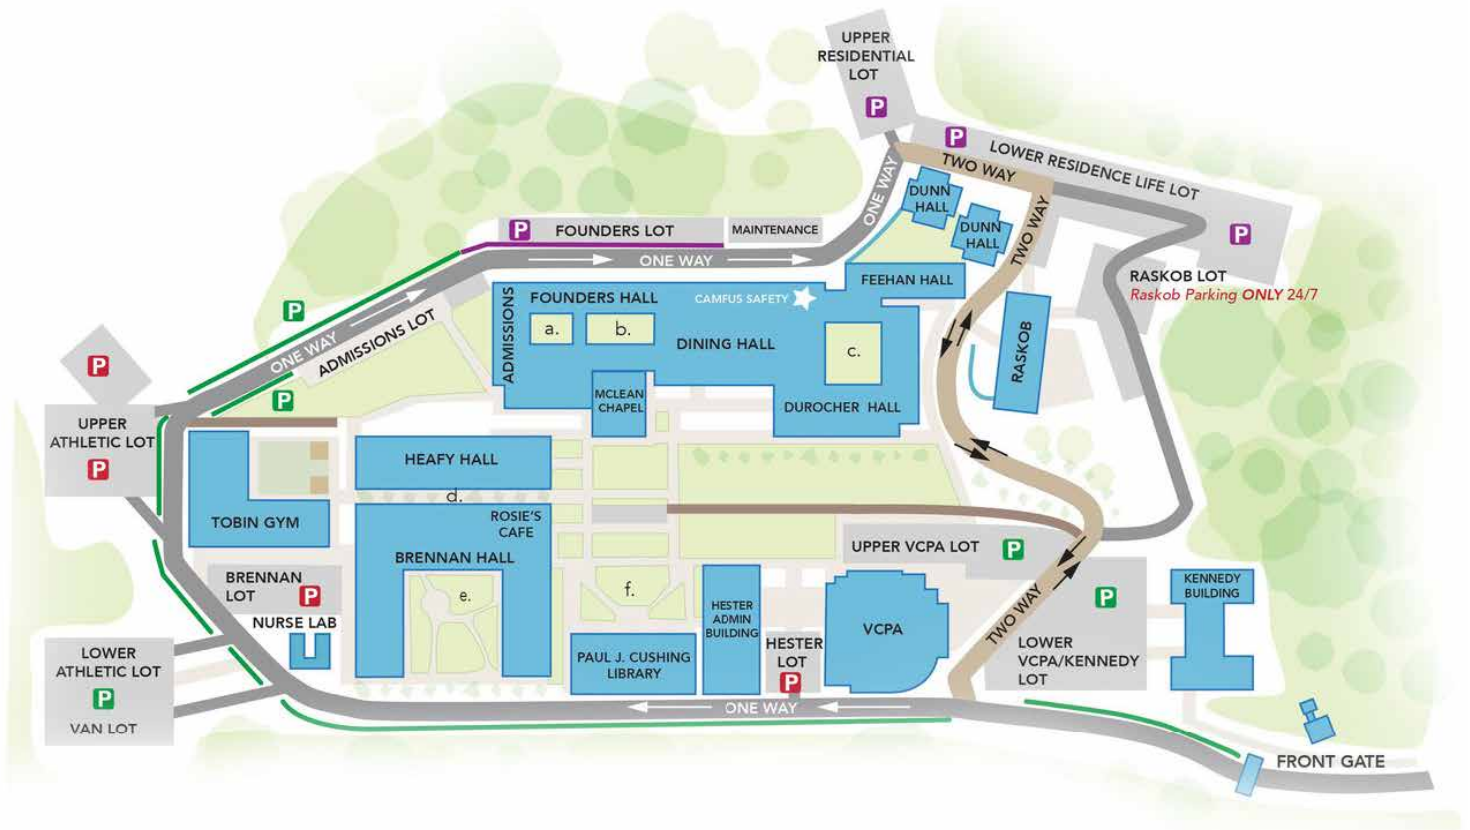 UPPER
RESIDENTIAL
LOT
P
P
LOWER RESIDENCE LIFE LOT
TWO WAY
ONE WAY
DUNN
HALL
DUNN
HALL
TWO WAY
P
P
FOUNDERS LOT
MAINTENANCE
ONE WAY
FEEHAN HALL
RASKOB LOT
Raskob Parking ONLY 24/7
P
ONE WAY
ADMISSIONS LOT
P
ADMISSIONS
FOUNDERS HALL
CAMFUS SAFETY
a.
b.
c.
DINING HALL
RASKOB
MCLEAN
CHAPEL
DUROCHER HALL
P
UPPER
ATHLETIC LOT
P
HEAFY HALL
d.
TOBIN GYM
ROSIE'S
CAFE
BRENNAN HALL
UPPER VCPA LOT
P
BRENNAN
LOT
P
e.
f.
NURSE LAB
HESTER
ADMIN
BUILDING
VCPA
TWO WAY
P
KENNEDY
BUILDING
LOWER
ATHLETIC LOT
P
VAN LOT
PAUL J. CUSHING
LIBRARY
HESTER
LOT
P
LOWER
VCPA/KENNEDY
LOT
ONE WAY
FRONT GATE